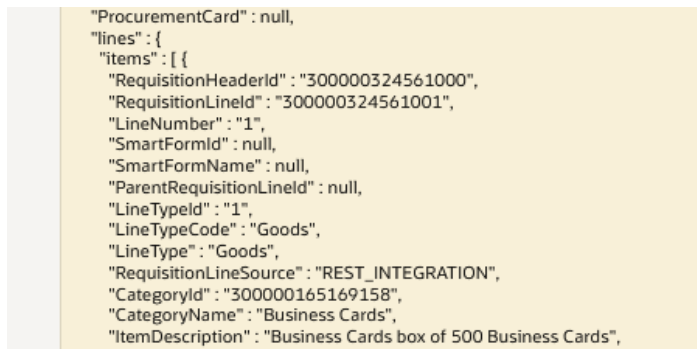 "ProcurementCard" : null,
"lines" : {
"items" : [ {
"RequisitionHeaderId" : "300000324561000",
"RequisitionLineId" : "300000324561001",
"LineNumber" : "1",
"SmartFormId" : null,
"SmartFormName" : null,
"ParentRequisitionLineId" : null,
"LineTypeId" : "1",
"LineTypeCode" : "Goods",
"LineType" : "Goods",
"RequisitionLineSource" : "REST_INTEGRATION",
"CategoryId" : "300000165169158",
"CategoryName" : "Business Cards",
"ItemDescription" : "Business Cards box of 500 Business Cards",